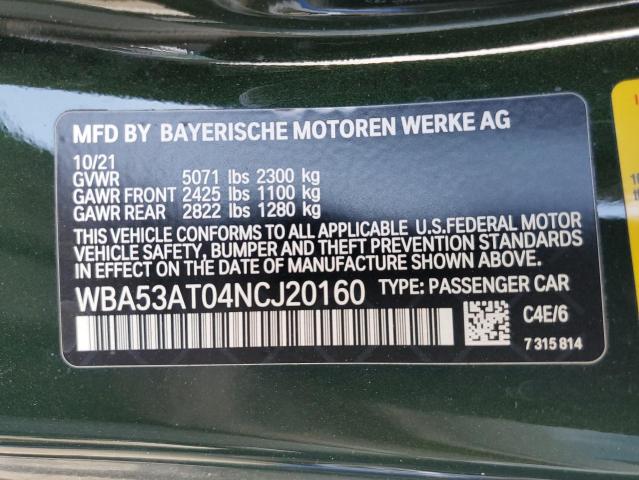 MFD BY BAYERISCHE MOTOREN WERKE AG
10/21
GVWR 5071 lbs 2300 kg
GAWR FRONT 2425 lbs 1100 kg
GAWR REAR 2822 lbs 1280 kg
THIS VEHICLE CONFORMS TO ALL APPLICABLE U.S.FEDERAL MOTOR
VEHICLE SAFETY, BUMPER AND THEFT PREVENTION STANDARDS
IN EFFECT ON THE DATE OF MANUFACTURE SHOWN ABOVE.
WBA53AT04NCJ20160 TYPE: PASSENGER CAR
C4E/6
7 315 814